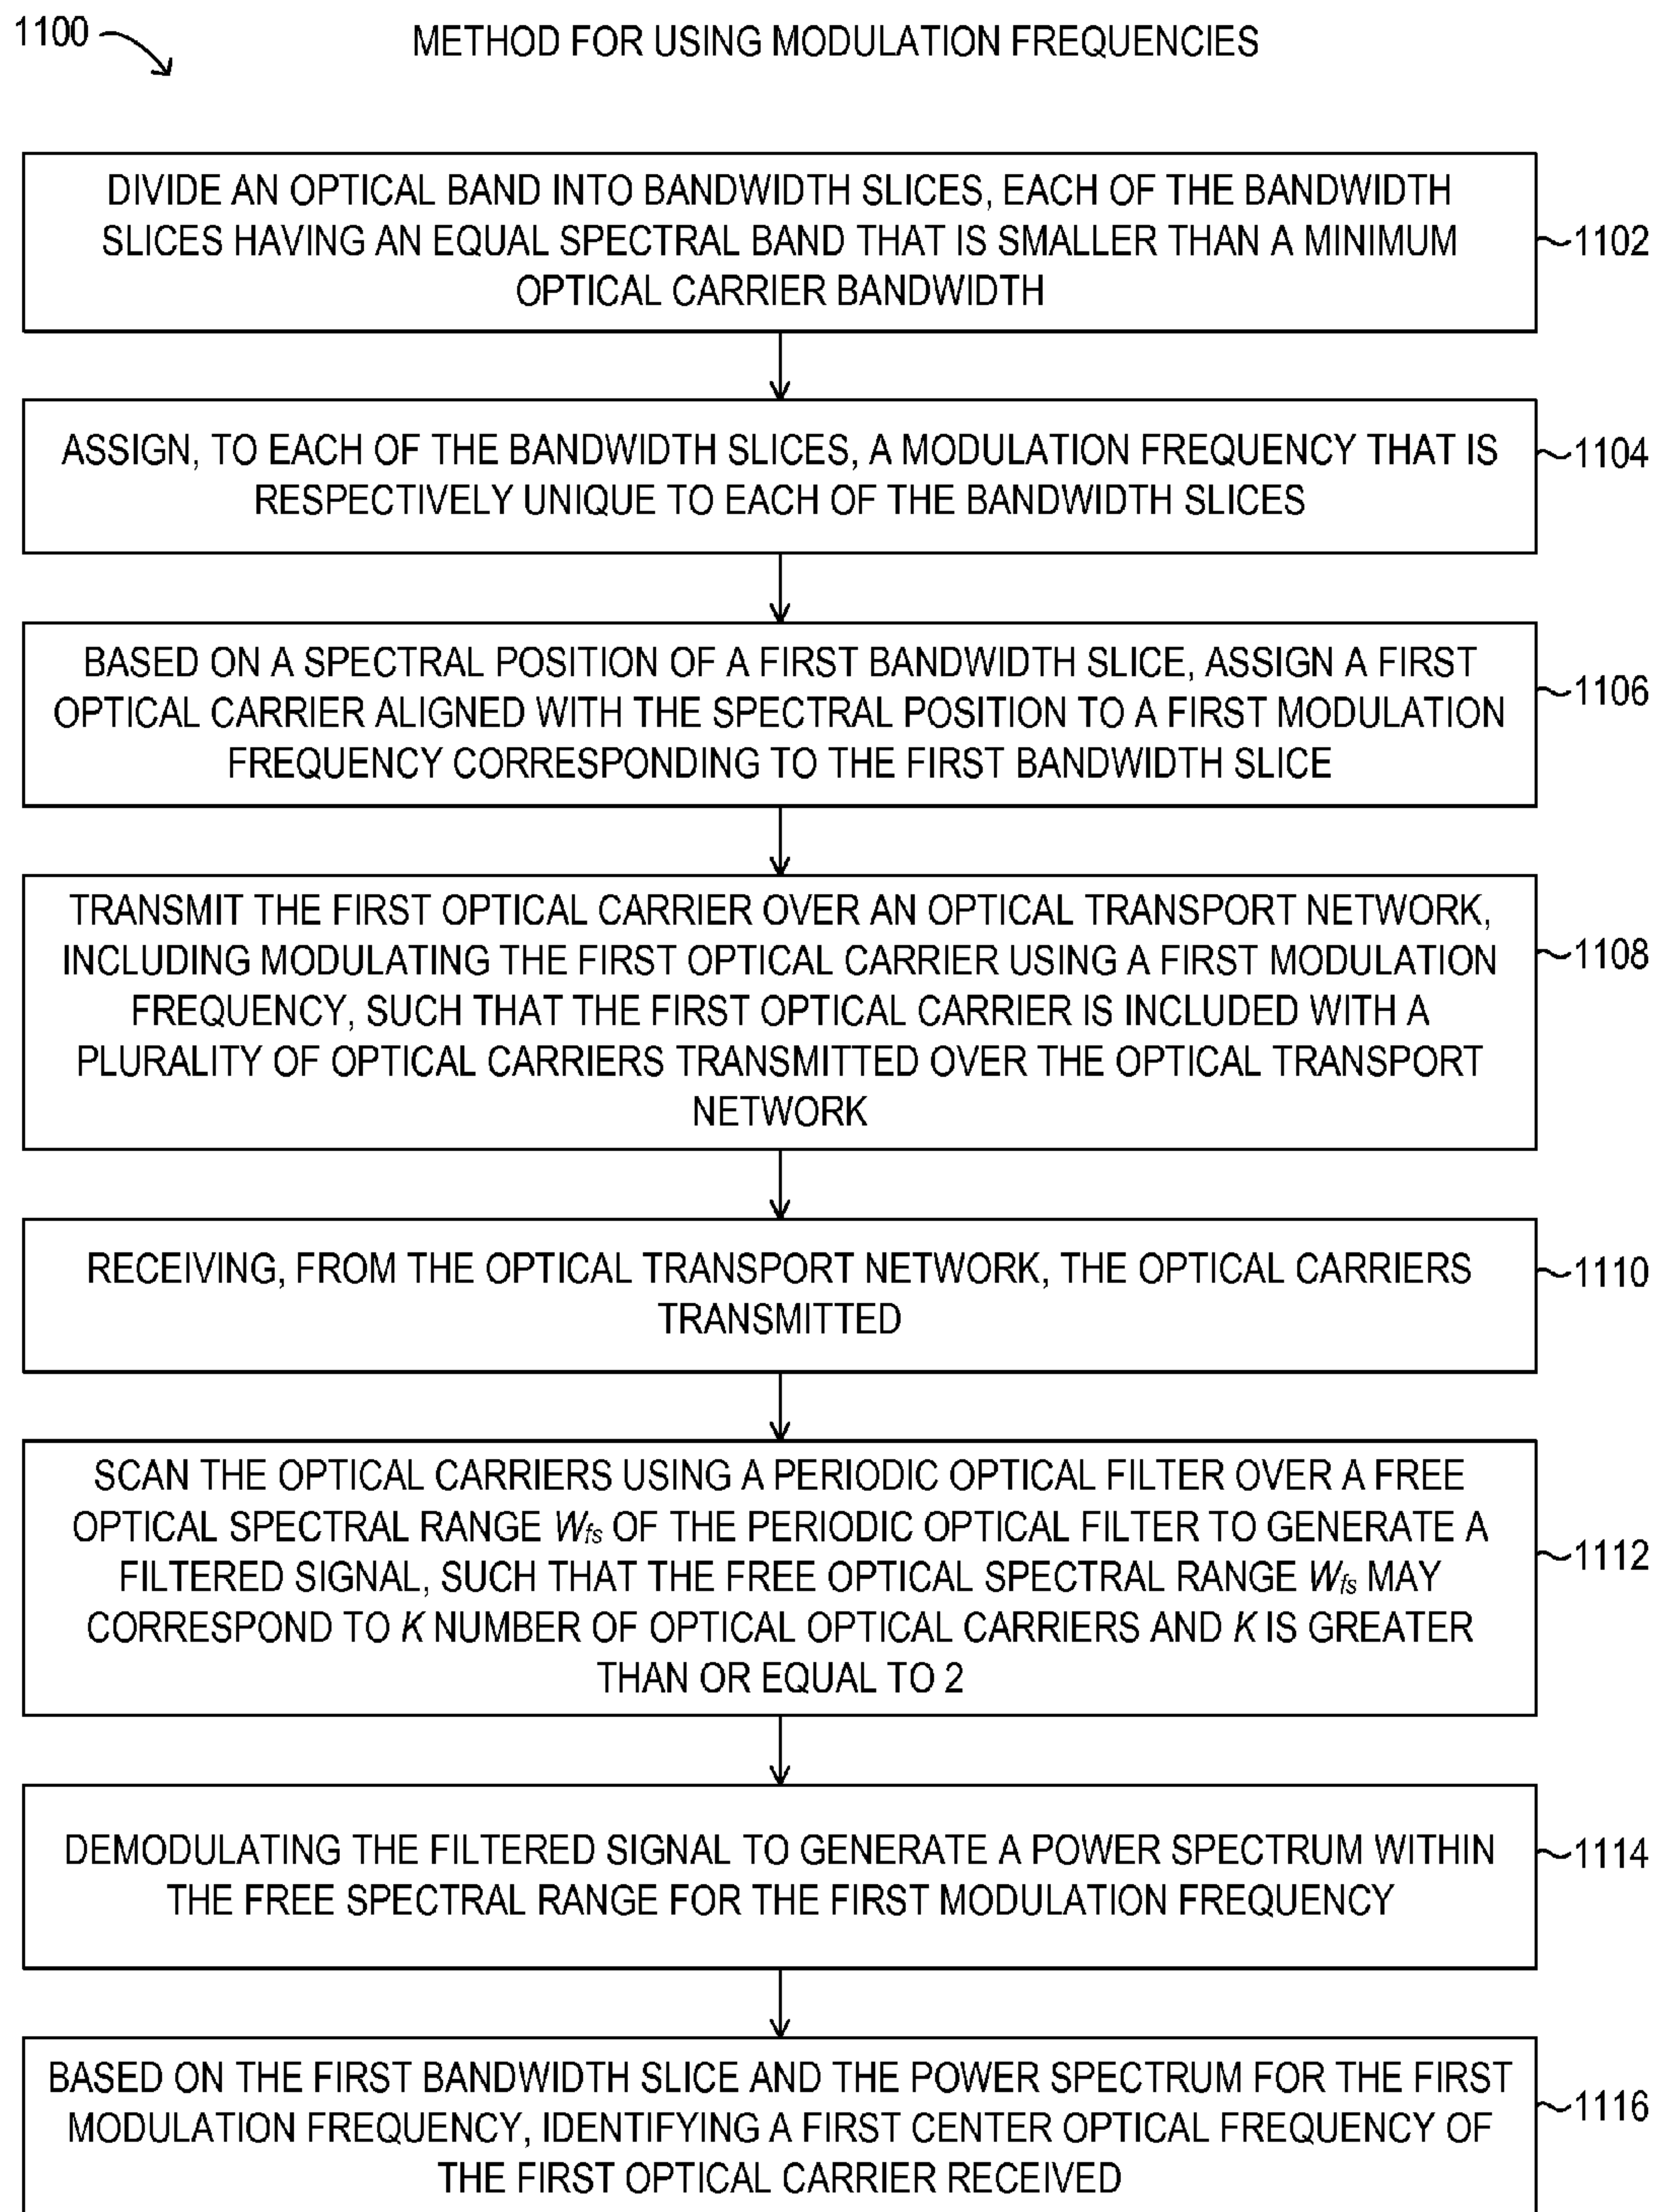 1100
METHOD FOR USING MODULATION FREQUENCIES
DIVIDE AN OPTICAL BAND INTO BANDWIDTH SLICES, EACH OF THE BANDWIDTH
SLICES HAVING AN EQUAL SPECTRAL BAND THAT IS SMALLER THAN A MINIMUM
OPTICAL CARRIER BANDWIDTH
1102
ASSIGN, TO EACH OF THE BANDWIDTH SLICES, A MODULATION FREQUENCY THAT IS
RESPECTIVELY UNIQUE TO EACH OF THE BANDWIDTH SLICES
1104
BASED ON A SPECTRAL POSITION OF A FIRST BANDWIDTH SLICE, ASSIGN A FIRST
OPTICAL CARRIER ALIGNED WITH THE SPECTRAL POSITION TO A FIRST MODULATION
FREQUENCY CORRESPONDING TO THE FIRST BANDWIDTH SLICE
1106
TRANSMIT THE FIRST OPTICAL CARRIER OVER AN OPTICAL TRANSPORT NETWORK,
INCLUDING MODULATING THE FIRST OPTICAL CARRIER USING A FIRST MODULATION
FREQUENCY, SUCH THAT THE FIRST OPTICAL CARRIER IS INCLUDED WITH A
PLURALITY OF OPTICAL CARRIERS TRANSMITTED OVER THE OPTICAL TRANSPORT
NETWORK
1108
RECEIVING, FROM THE OPTICAL TRANSPORT NETWORK, THE OPTICAL CARRIERS
TRANSMITTED
1110
SCAN THE OPTICAL CARRIERS USING A PERIODIC OPTICAL FILTER OVER A FREE
OPTICAL SPECTRAL RANGE Wfs OF THE PERIODIC OPTICAL FILTER TO GENERATE A
FILTERED SIGNAL, SUCH THAT THE FREE OPTICAL SPECTRAL RANGE Wfs MAY
CORRESPOND TO K NUMBER OF OPTICAL OPTICAL CARRIERS AND K IS GREATER
THAN OR EQUAL TO 2
1112
DEMODULATING THE FILTERED SIGNAL TO GENERATE A POWER SPECTRUM WITHIN
THE FREE SPECTRAL RANGE FOR THE FIRST MODULATION FREQUENCY
1114
BASED ON THE FIRST BANDWIDTH SLICE AND THE POWER SPECTRUM FOR THE FIRST
MODULATION FREQUENCY, IDENTIFYING A FIRST CENTER OPTICAL FREQUENCY OF
THE FIRST OPTICAL CARRIER RECEIVED
1116